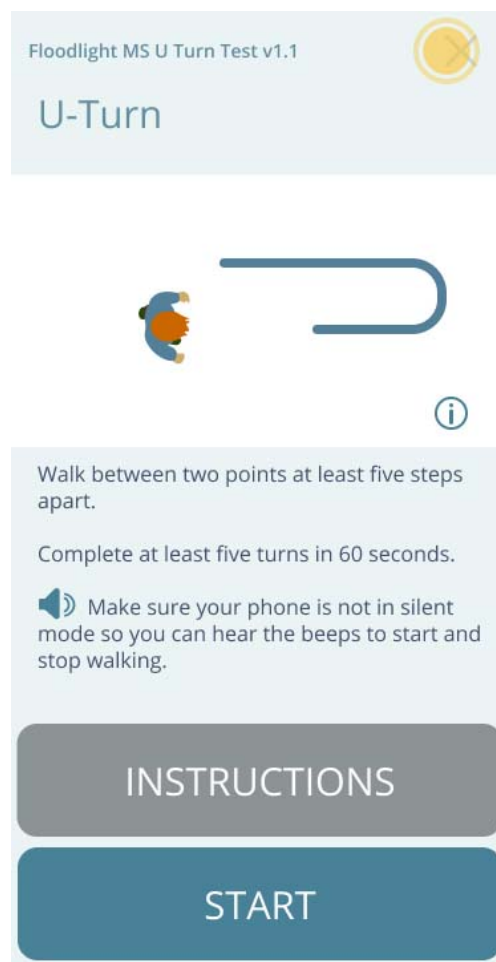 Floodlight MS U Turn Test v1.1
U-Turn
Walk between two points at least five steps
apart.
Complete at least five turns in 60 seconds.
Make sure your phone is not in silent
mode so you can hear the beeps to start and
stop walking.
INSTRUCTIONS
START